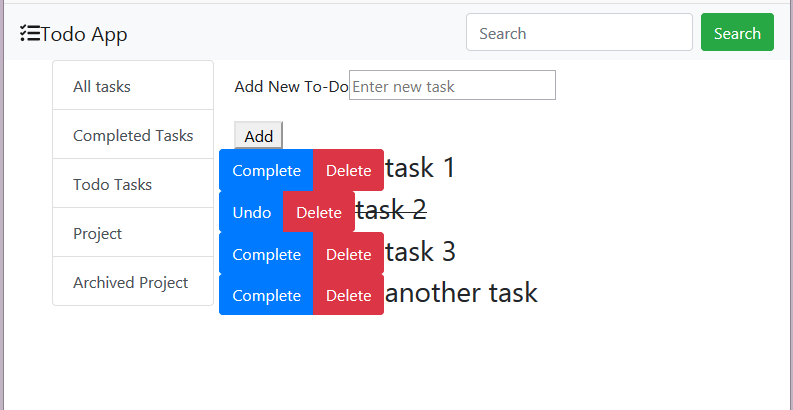 Todo App Search Search
All tasks
Completed Tasks
Todo Tasks
Project
Archived Project
Add New To-Do Enter new task
Add
Complete Delete task 1
Undo Delete task 2
Complete Delete task 3
Complete Delete another task